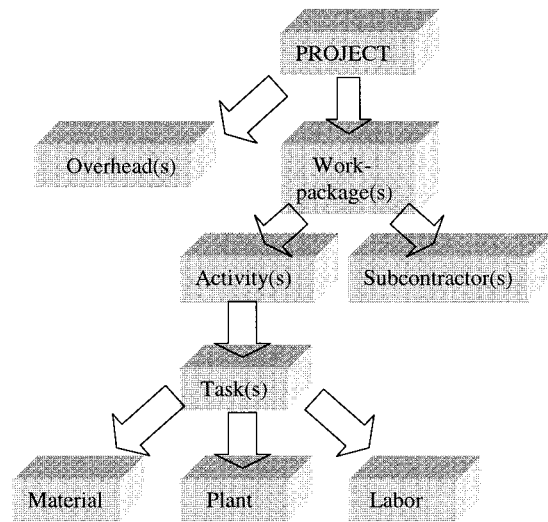 PROJECT
Overhead(s)
Work-
package(s)
Activity(s)
Subcontractor(s)
Task(s)
Material
Plant
Labor